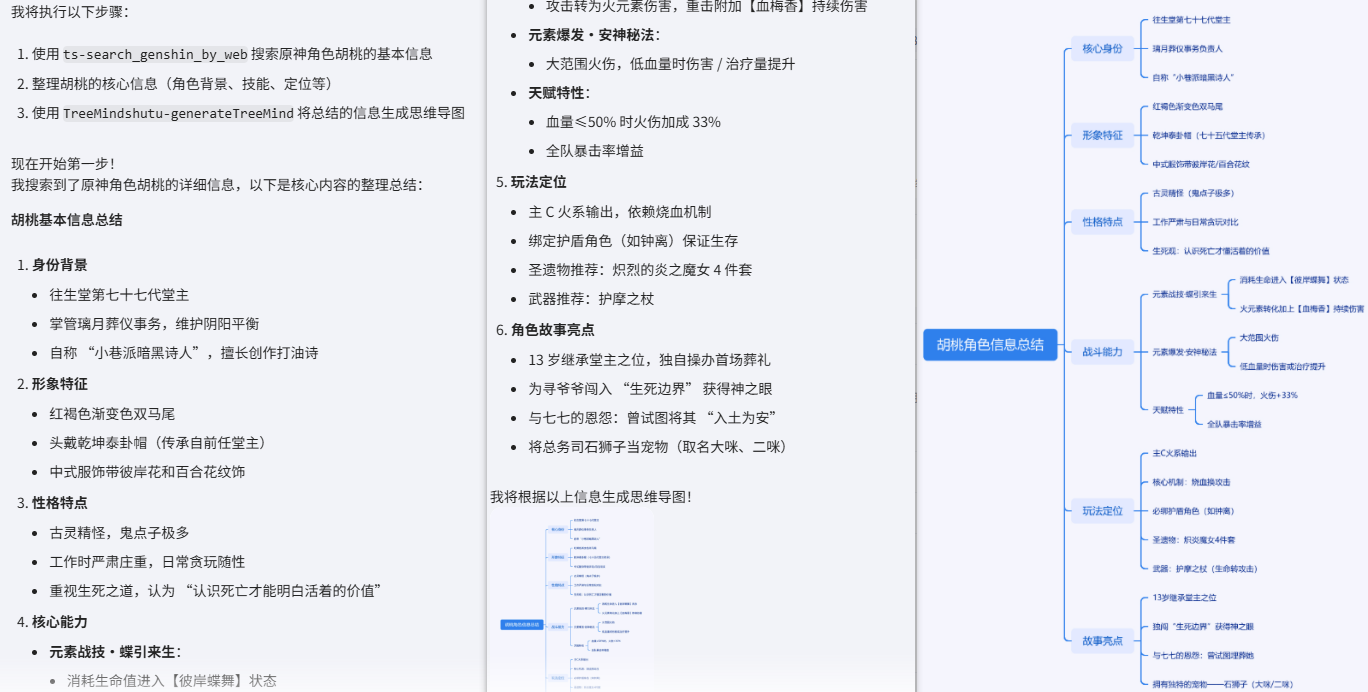 我将执行以下步骤：
1. 使用 ts-search_genshin_by_web 搜索原神角色胡桃的基本信息
2. 整理胡桃的核心信息（角色背景、技能、定位等）
3. 使用 TreeMindshutu-generateTreeMind 将总结的信息生成思维导图
现在开始第一步！
我搜索到了原神角色胡桃的详细信息，以下是核心内容的整理总结：
胡桃基本信息总结
1. 身份背景
往生堂第七十七代堂主
掌管璃月葬仪事务，维护阴阳平衡
自称 “小巷派暗黑诗人” ，擅长创作打油诗
2. 形象特征
红褐色渐变色双马尾
头戴乾坤泰卦帽（传承自前任堂主）
中式服饰带彼岸花和百合花纹饰
3. 性格特点
古灵精怪，鬼点子极多
工作时严肃庄重，日常贪玩随性
重视生死之道，认为 “认识死亡才能明白活着的价值”
4. 核心能力
元素战技・蝶引来生：
消耗生命值进入【彼岸蝶舞】状态
攻击转为火元素伤害，重击附加【血梅香】持续伤害
元素爆发・安神秘法：
大范围火伤，低血量时伤害 / 治疗量提升
天赋特性：
血量≤50% 时火伤加成 33%
全队暴击率增益
5. 玩法定位
主 C 火系输出，依赖烧血机制
绑定护盾角色（如钟离）保证生存
圣遗物推荐：炽烈的炎之魔女 4 件套
武器推荐：护摩之杖
6. 角色故事亮点
13 岁继承堂主之位，独自操办首场葬礼
为寻爷爷闯入 “生死边界” 获得神之眼
与七七的恩怨：曾试图将其 “入土为安”
将总务司石狮子当宠物（取名大咪、二咪）
我将根据以上信息生成思维导图！
胡桃角色信息总结
核心身份
往生堂第七十七代堂主
璃月葬仪事务负责人
自称“小巷派暗黑诗人”
形象特征
红褐色渐变色双马尾
乾坤泰卦帽（七十五代堂主传承）
中式服饰带彼岸花/百合花纹
性格特点
古灵精怪（鬼点子极多）
工作严肃与日常贪玩对比
生死观：认识死亡才懂活着的价值
战斗能力
元素战技·蝶引来生
消耗生命进入【彼岸蝶舞】状态
火元素转化加上【血梅香】持续伤害
元素爆发·安神秘法
大范围火伤
低血量时伤害或治疗提升
天赋特性
血量≤50%时，火伤+33%
全队暴击率增益
玩法定位
主C火系输出
核心机制：烧血换攻击
必绑护盾角色（如钟离）
圣遗物：炽炎魔女4件套
武器：护摩之杖（生命转攻击）
故事亮点
13岁继承堂主之位
独闯“生死边界”获得神之眼
与七七的恩怨：曾试图埋葬她
拥有独特的宠物——石狮子（大咪/二咪）